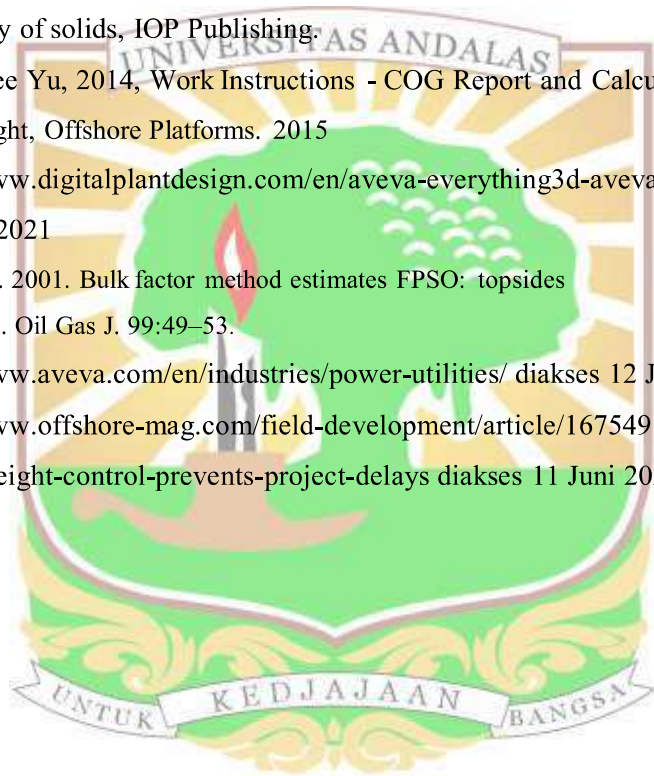 y of solids, IOP Publishing.
UNIVERSITAS ANDALAS
ee Yu, 2014, Work Instructions - COG Report and Calcu
ght, Offshore Platforms. 2015
ww.digitalplantdesign.com/en/aveva-everything3d-aveva
2021
. 2001. Bulk factor method estimates FPSO: topsides
. Oil Gas J. 99:49–53.
ww.aveva.com/en/industries/power-utilities/ diakses 12 J
ww.offshore-mag.com/field-development/article/167549
eight-control-prevents-project-delays diakses 11 Juni 20
UNTUK KEDJAJAAN BANGSA